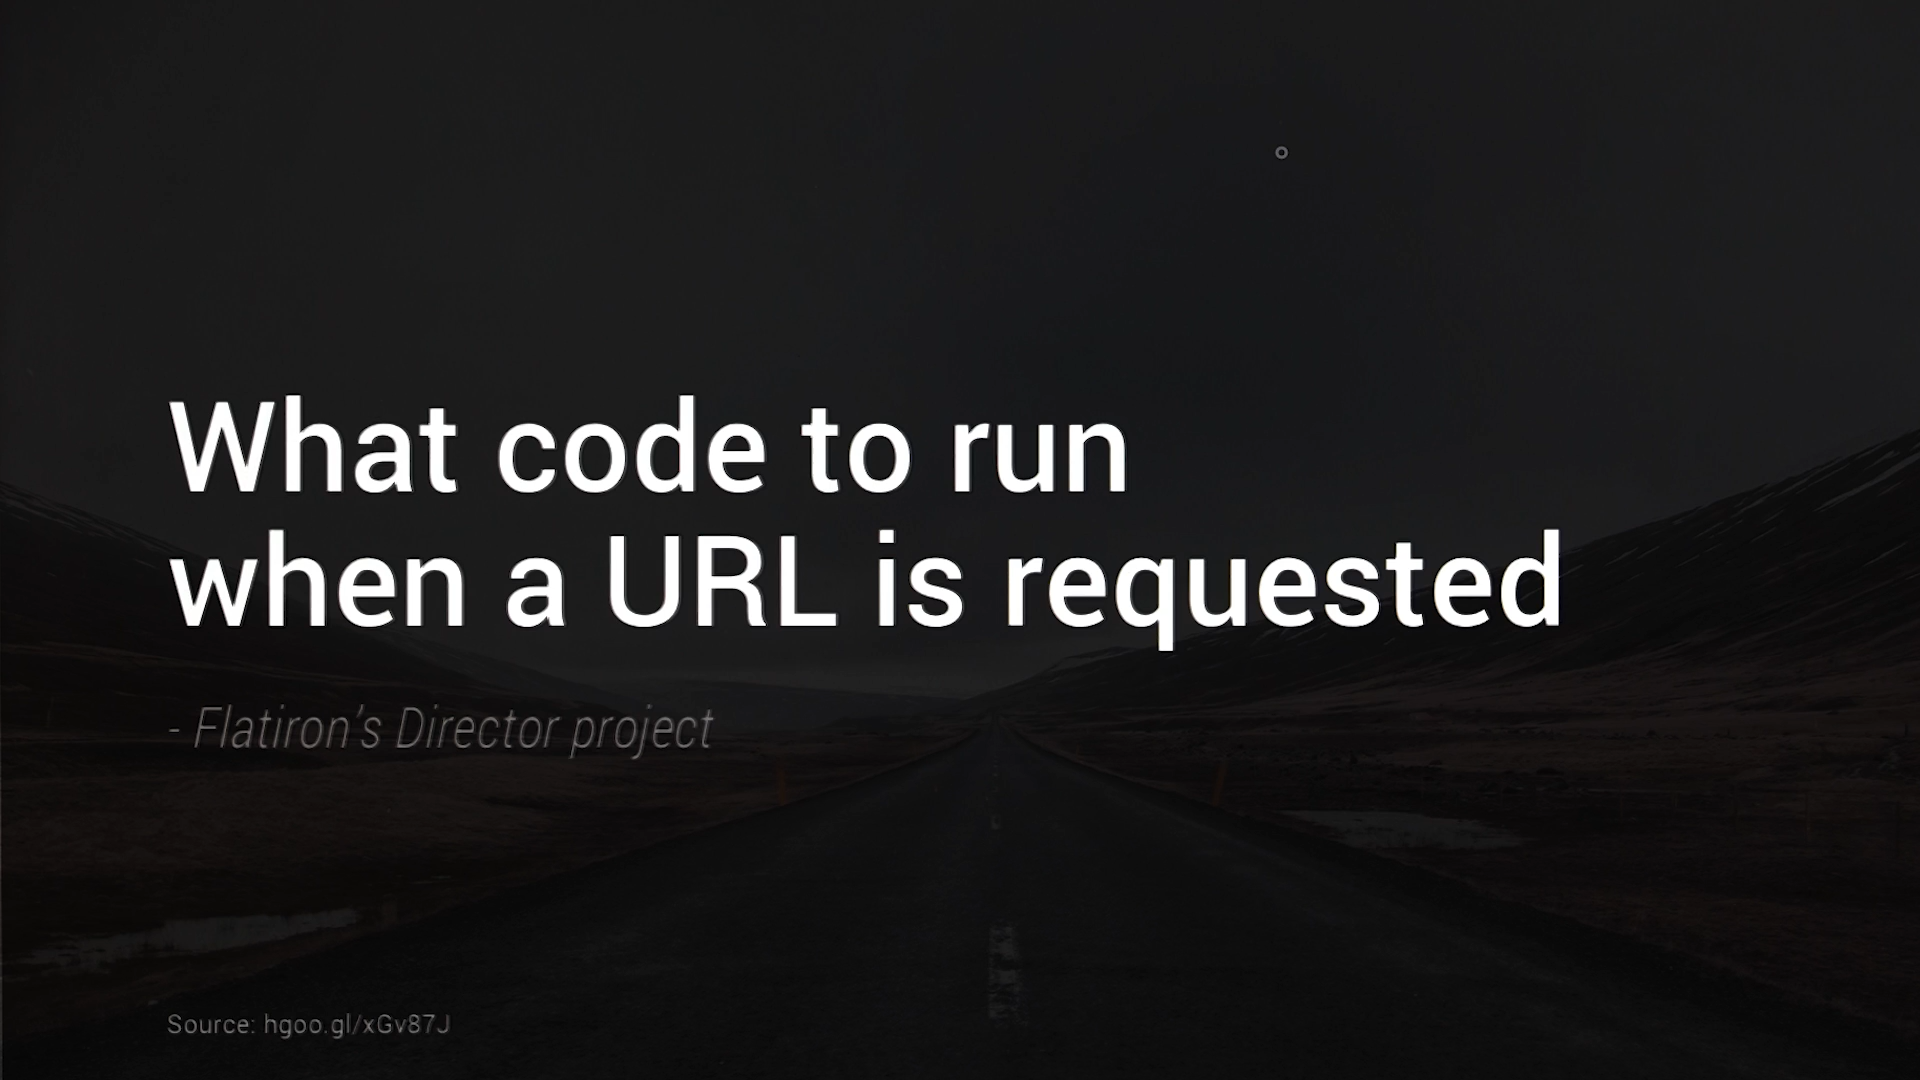 What code to run
when a URL is requested
- Flatiron's Director project
Source: hgoo.gl/xGv87J